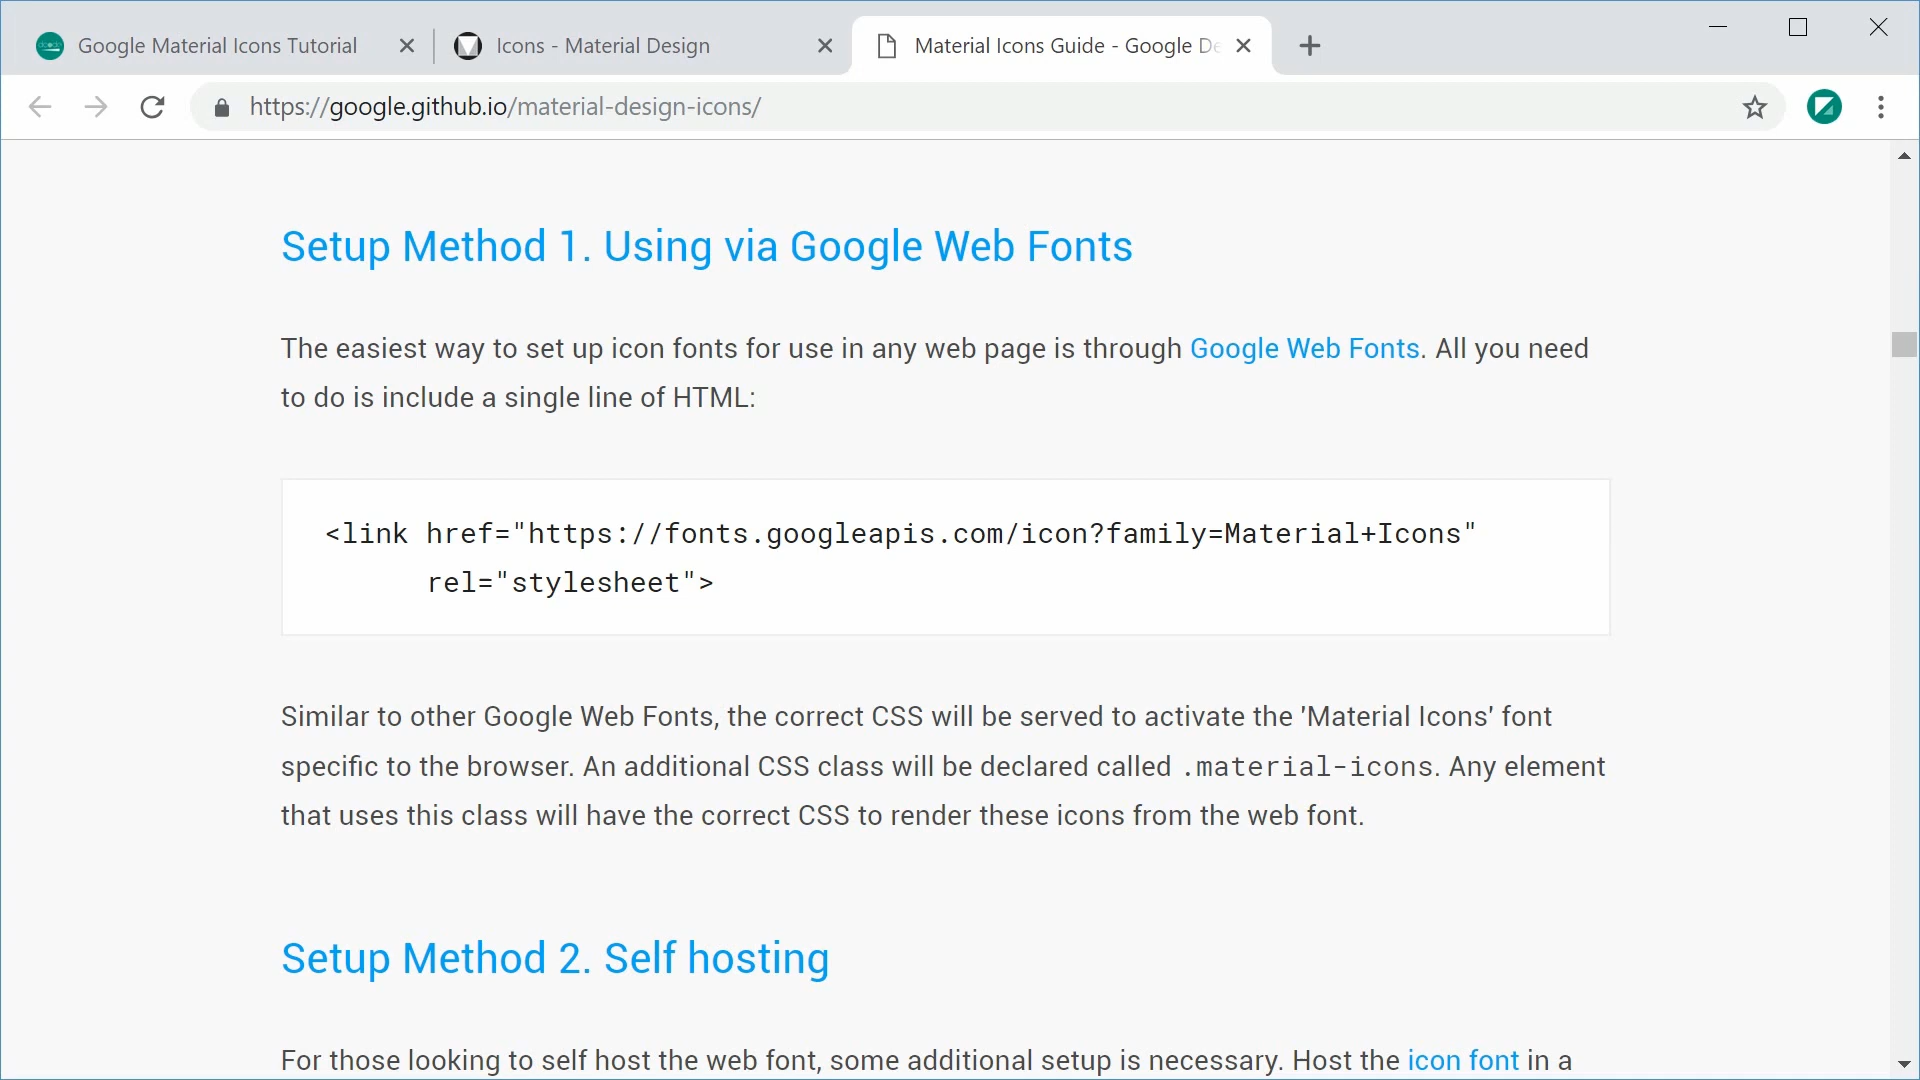 Google Material Icons Tutorial
Icons - Material Design
Material Icons Guide - Google De
https://google.github.io/material-design-icons/
Setup Method 1. Using via Google Web Fonts
The easiest way to set up icon fonts for use in any web page is through Google Web Fonts. All you need
to do is include a single line of HTML:
<link href="https://fonts.googleapis.com/icon?family=Material+Icons"
rel="stylesheet">
Similar to other Google Web Fonts, the correct CSS will be served to activate the 'Material Icons' font
specific to the browser. An additional CSS class will be declared called .material-icons. Any element
that uses this class will have the correct CSS to render these icons from the web font.
Setup Method 2. Self hosting
For those looking to self host the web font, some additional setup is necessary. Host the icon font in a